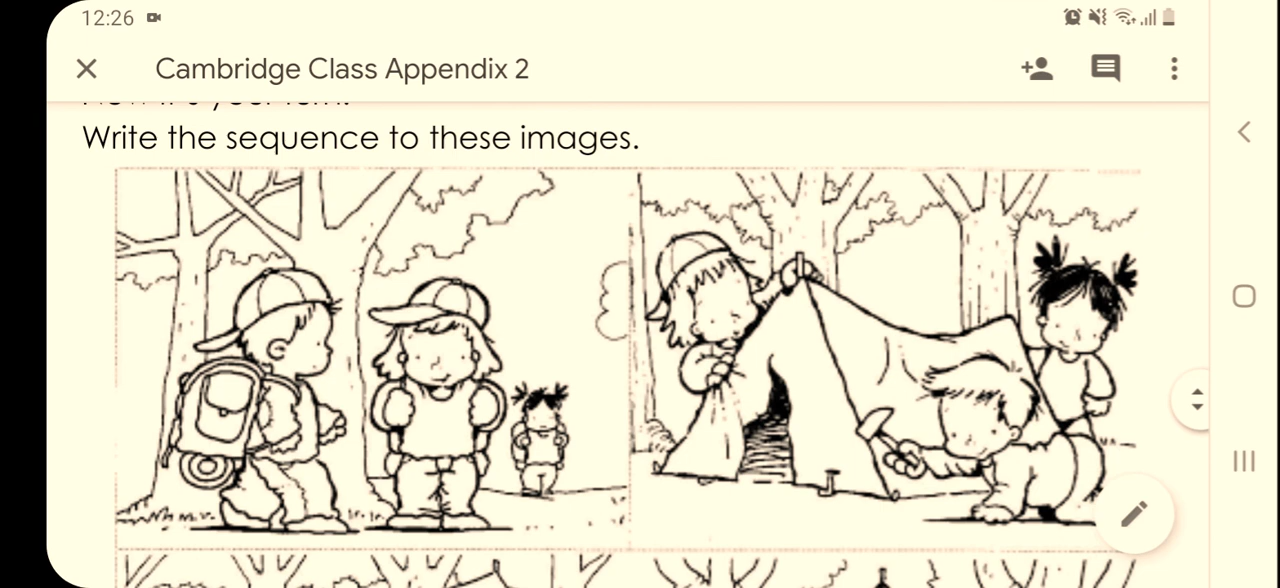 12:26
Cambridge Class Appendix 2
Write the sequence to these images.